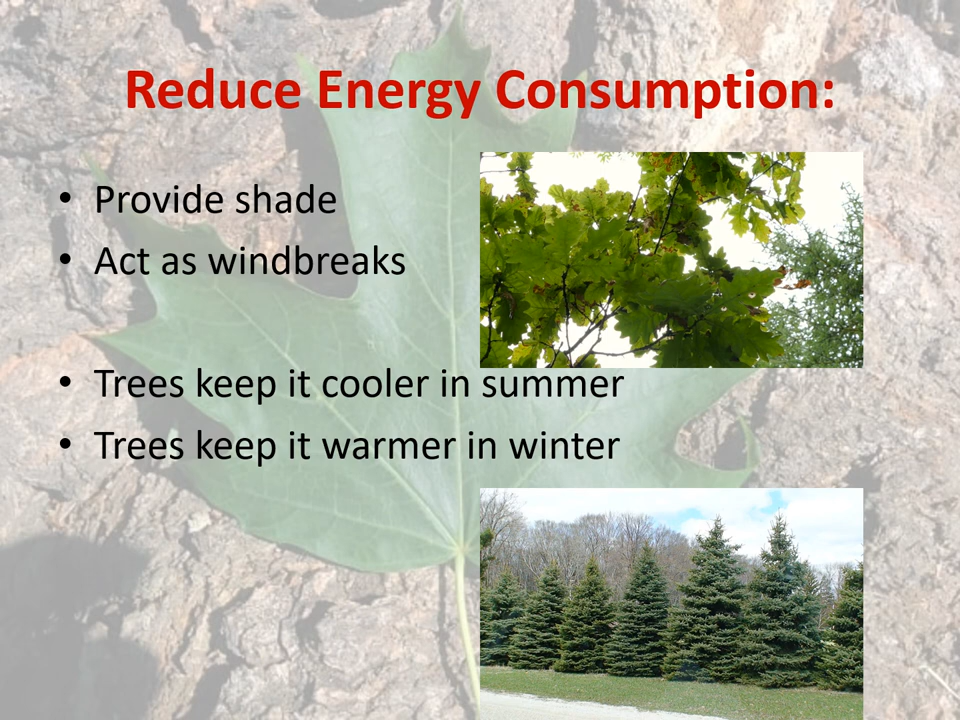 Reduce Energy Consumption:
• Provide shade
• Act as windbreaks
• Trees keep it cooler in summer
• Trees keep it warmer in winter